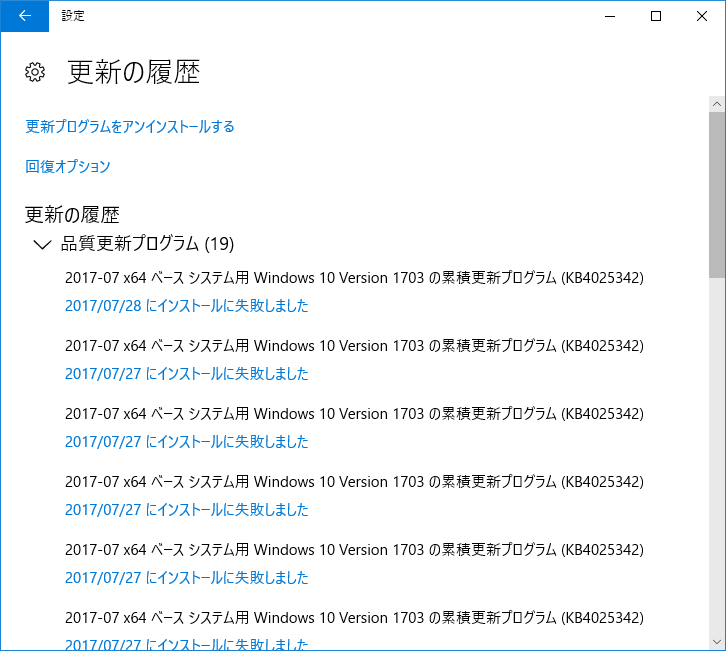 設定
更新の履歴
更新プログラムをアンインストールする
回復オプション
更新の履歴
品質更新プログラム (19)
2017-07 x64 ベース システム用 Windows 10 Version 1703 の累積更新プログラム (KB4025342)
2017/07/28 にインストールに失敗しました
2017-07 x64 ベース システム用 Windows 10 Version 1703 の累積更新プログラム (KB4025342)
2017/07/27 にインストールに失敗しました
2017-07 x64 ベース システム用 Windows 10 Version 1703 の累積更新プログラム (KB4025342)
2017/07/27 にインストールに失敗しました
2017-07 x64 ベース システム用 Windows 10 Version 1703 の累積更新プログラム (KB4025342)
2017/07/27 にインストールに失敗しました
2017-07 x64 ベース システム用 Windows 10 Version 1703 の累積更新プログラム (KB4025342)
2017/07/27 にインストールに失敗しました
2017-07 x64 ベース システム用 Windows 10 Version 1703 の累積更新プログラム (KB4025342)
2017/07/27 にインストールに失敗しました